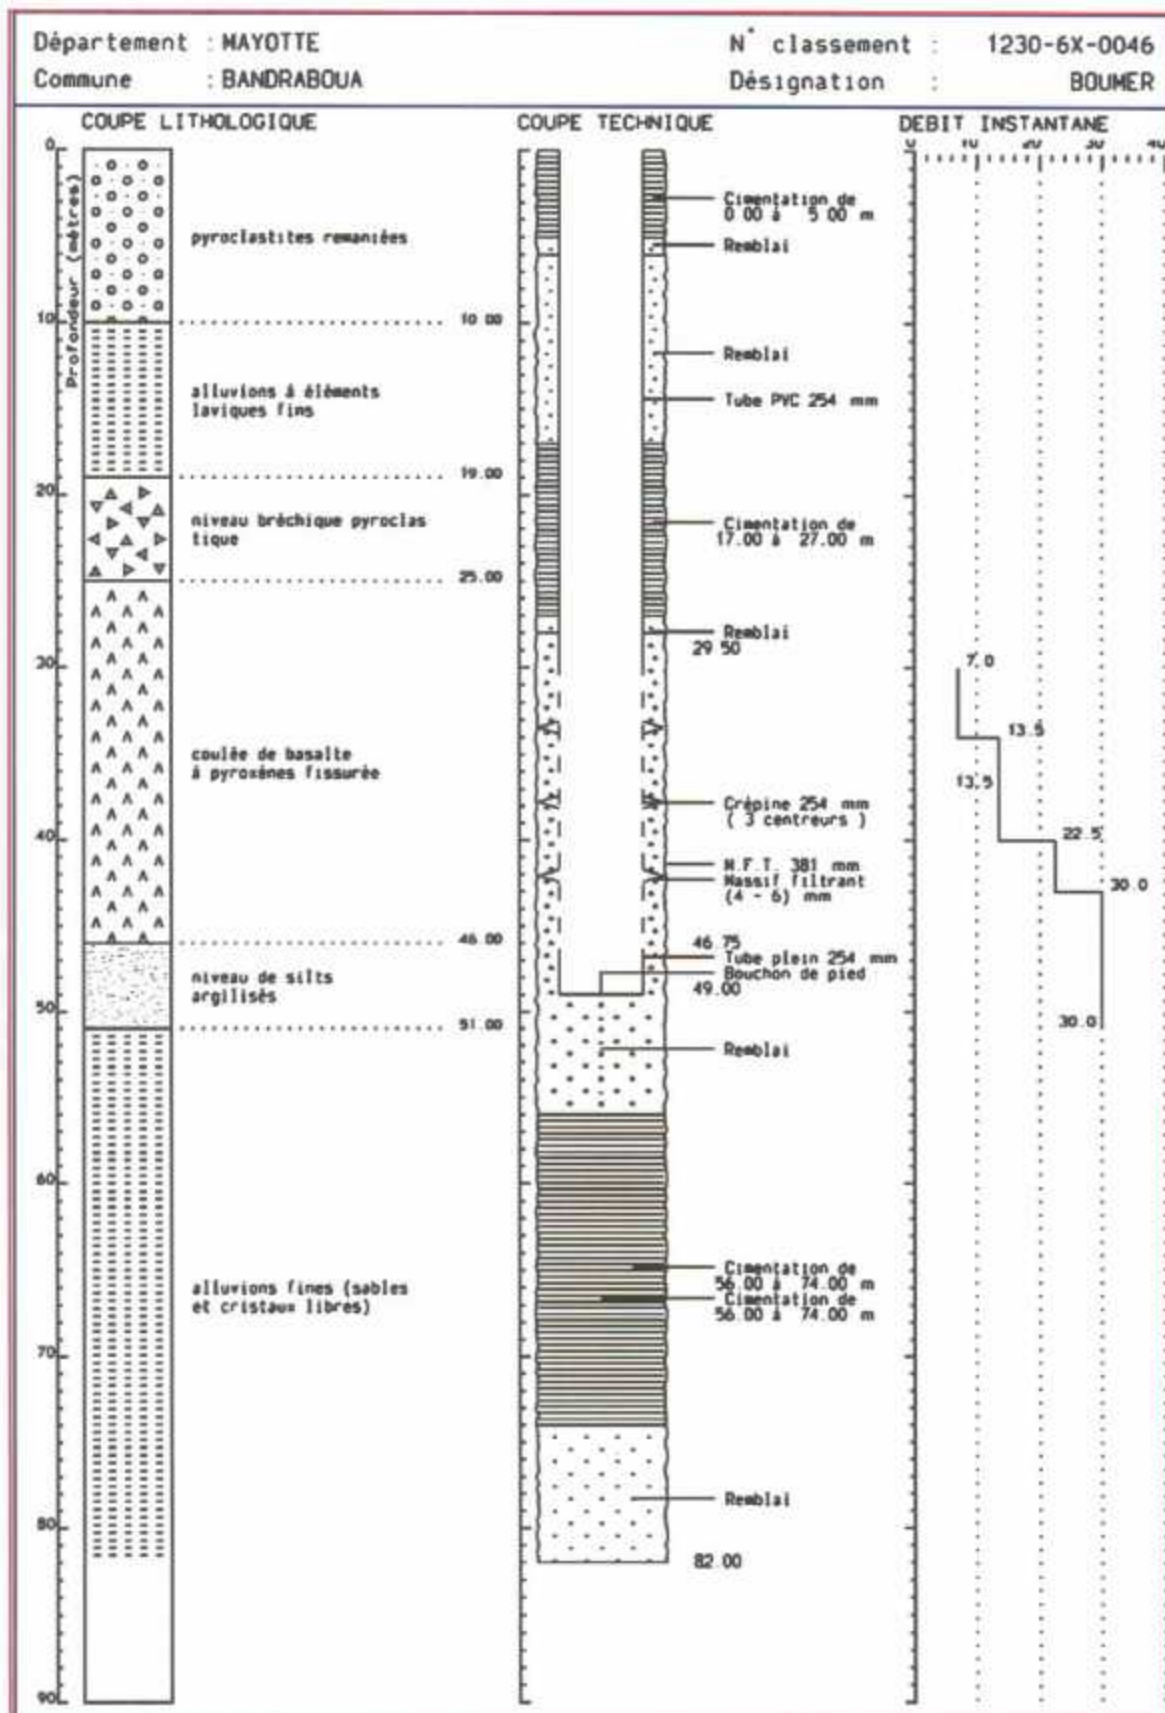 Département : MAYOTTE
N° classement : 1230-6X-0046
Commune : BANDRABOUA
Désignation : BOUMER
COUPE LITHOLOGIQUE
COUPE TECHNIQUE
DEBIT INSTANTANE
Profondeur (mètres)
0
10
20
30
40
50
60
70
80
90
pyroclastites remaniées
10.00
alluvions à éléments
laviques fins
19.00
niveau bréchique pyroclas
tique
25.00
coulée de basalte
à pyroxènes fissurée
46.00
niveau de silts
argilisés
51.00
alluvions fines (sables
et cristaux libres)
Cimentation de
0.00 à 5.00 m
Remblai
Remblai
Tube PVC 254 mm
Cimentation de
17.00 à 27.00 m
Remblai
29.50
Crépine 254 mm
( 3 centreurs )
M.F.T. 381 mm
Massif filtrant
(4 - 6) mm
46.75
Tube plein 254 mm
Bouchon de pied
49.00
Remblai
Cimentation de
56.00 à 74.00 m
Cimentation de
56.00 à 74.00 m
Remblai
82.00
0 10 20 30 40
7.0
13.5
13.5
22.5
30.0
30.0